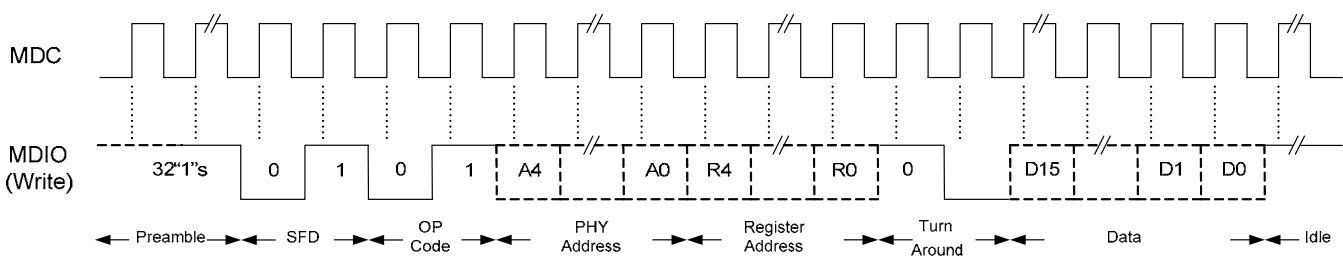 MDC
MDIO
(Write)
32"1"s 0 1 0 1 A4 A0 R4 R0 0 D15 D1 D0
Preamble SFD OP Code PHY Address Register Address Turn Around Data Idle